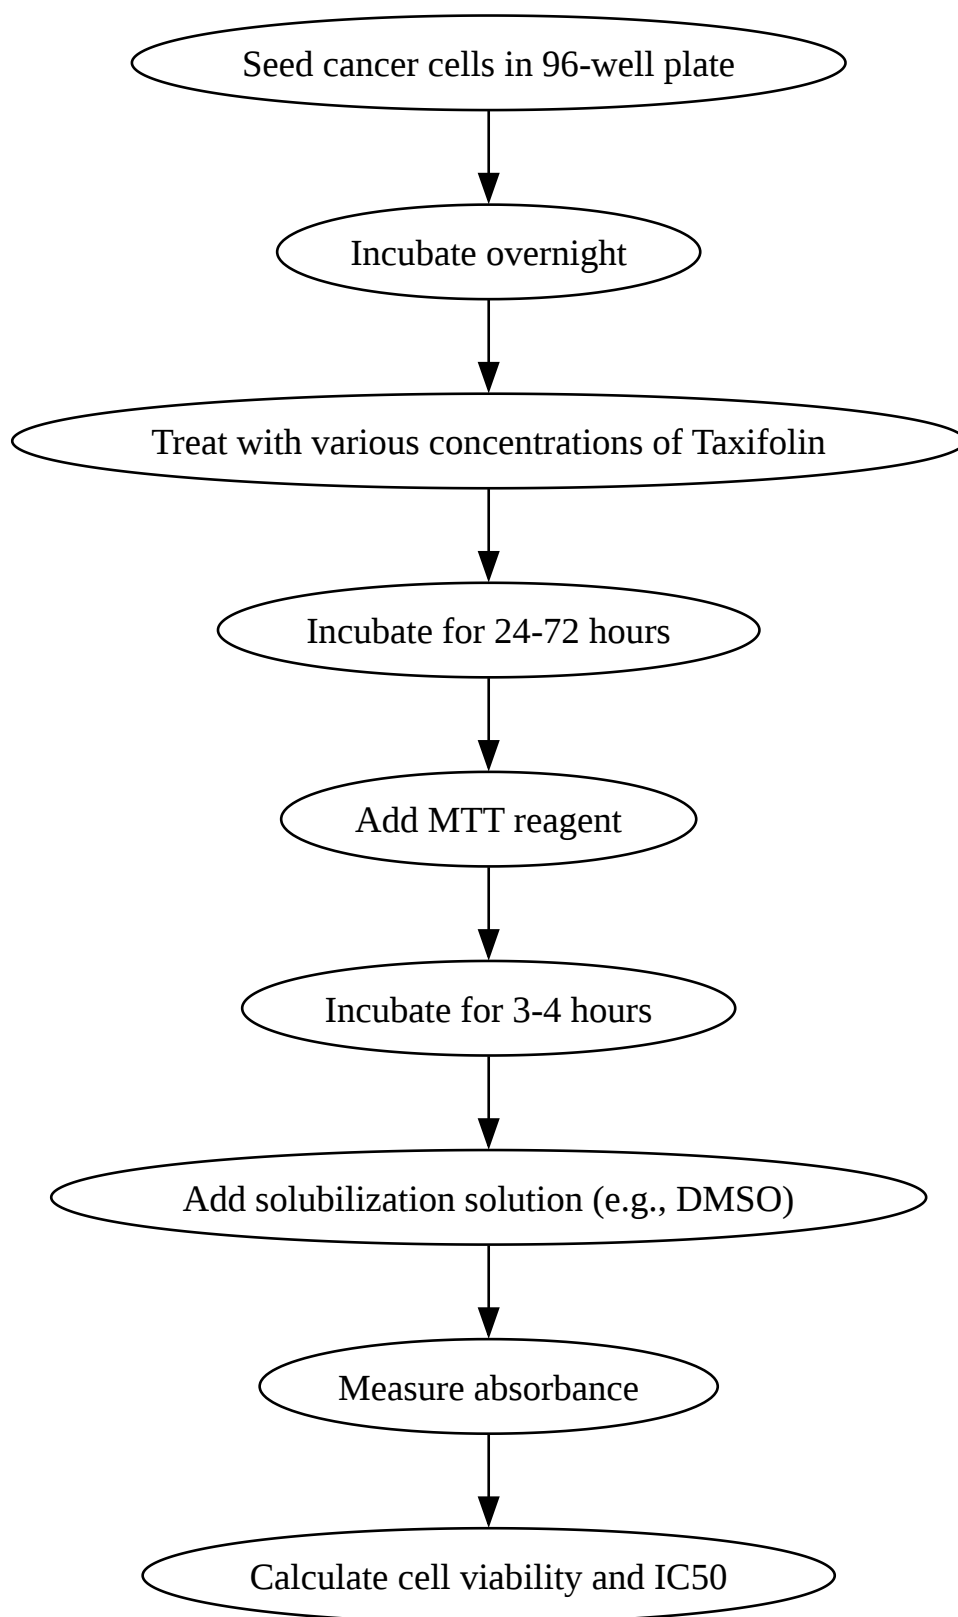 Seed cancer cells in 96-well plate
Incubate overnight
Treat with various concentrations of Taxifolin
Incubate for 24-72 hours
Add MTT reagent
Incubate for 3-4 hours
Add solubilization solution (e.g., DMSO)
Measure absorbance
Calculate cell viability and IC50